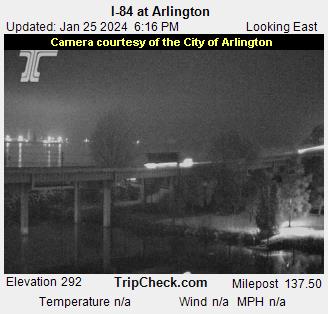 I-84 at Arlington
Updated: Jan 25 2024 6:16 PM Looking East
Camera courtesy of the City of Arlington
Elevation 292 TripCheck.com Milepost 137.50
Temperature n/a Wind n/a MPH n/a